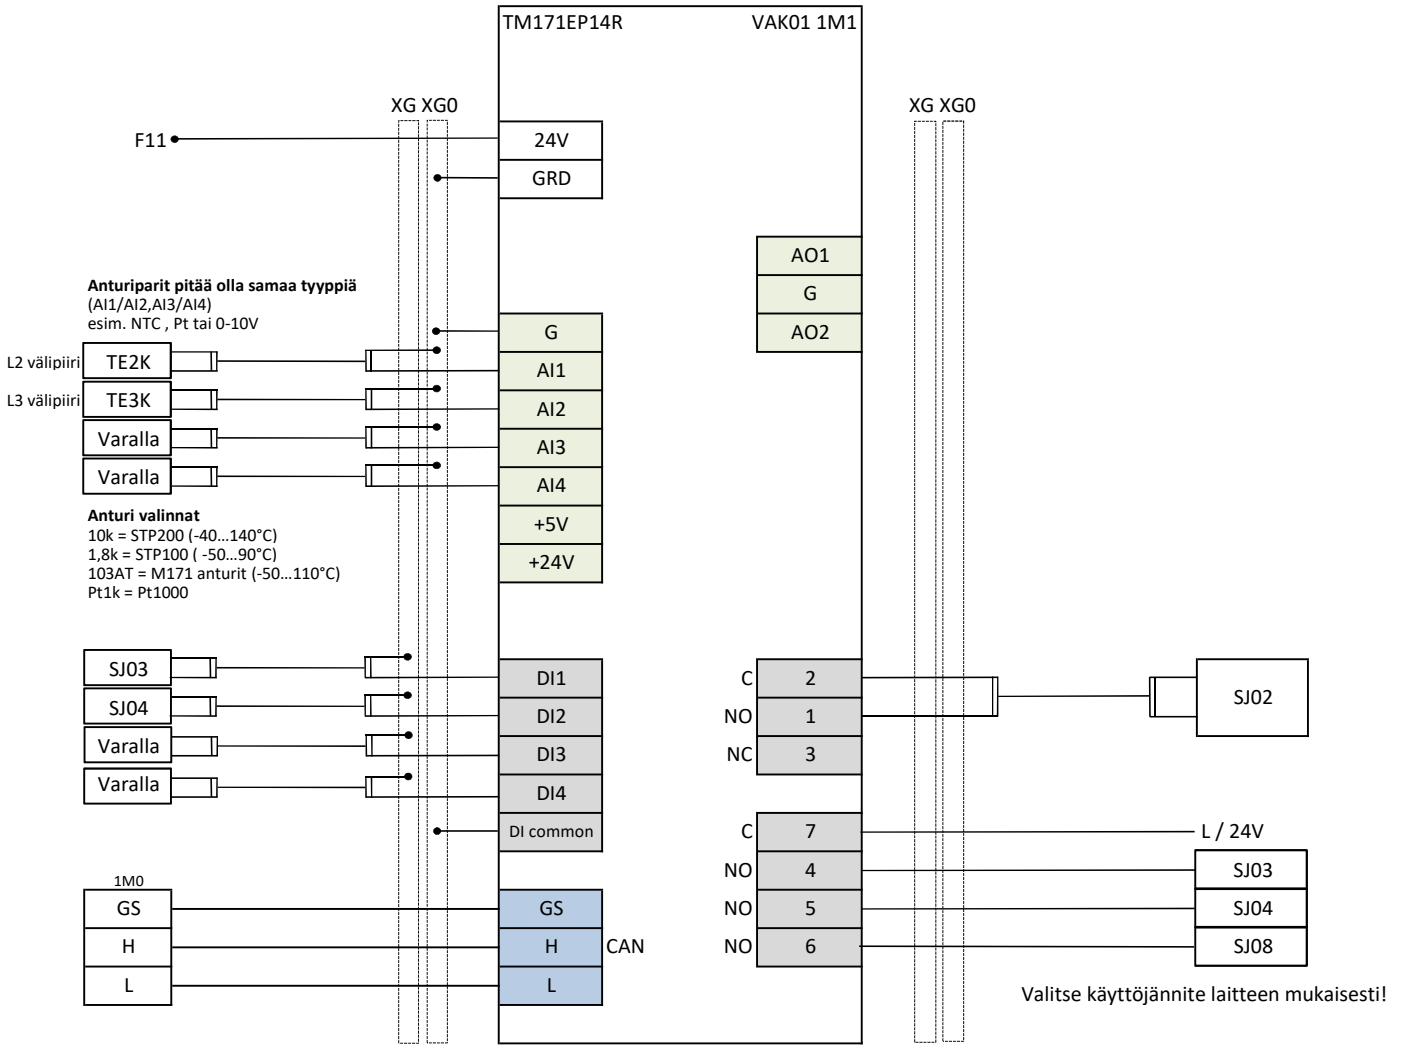 TM171EP14R
VAK01 1M1
XG XG0
XG XG0
F11
24V
GRD
AO1
G
AO2
Anturiparit pitää olla samaa tyyppiä
(AI1/AI2,AI3/AI4)
esim. NTC , Pt tai 0-10V
G
L2 välipiiri
TE2K
AI1
L3 välipiiri
TE3K
AI2
Varalla
AI3
Varalla
AI4
+5V
+24V
Anturi valinnat
10k = STP200 (-40...140°C)
1,8k = STP100 ( -50...90°C)
103AT = M171 anturit (-50...110°C)
Pt1k = Pt1000
SJ03
DI1
SJ04
DI2
Varalla
DI3
Varalla
DI4
DI common
C
2
NO
1
NC
3
SJ02
C
7
L / 24V
NO
4
SJ03
NO
5
SJ04
NO
6
SJ08
1M0
GS
GS
H
H
CAN
L
L
Valitse käyttöjännite laitteen mukaisesti!